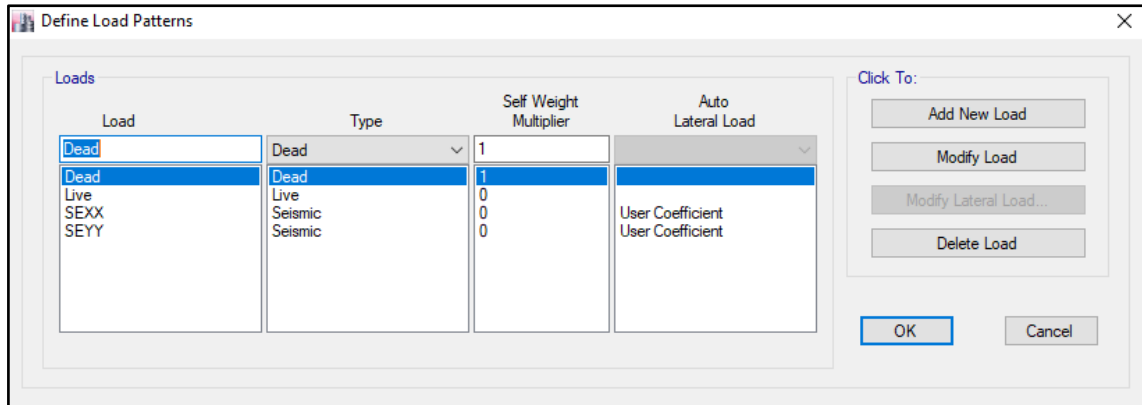 Define Load Patterns
Loads
Click To:
Load
Type
Self Weight
Multiplier
Auto
Lateral Load
Dead
Dead
1
Dead Dead 1
Live Live 0
SEXX Seismic 0 User Coefficient
SEYY Seismic 0 User Coefficient
Add New Load
Modify Load
Modify Lateral Load...
Delete Load
OK
Cancel